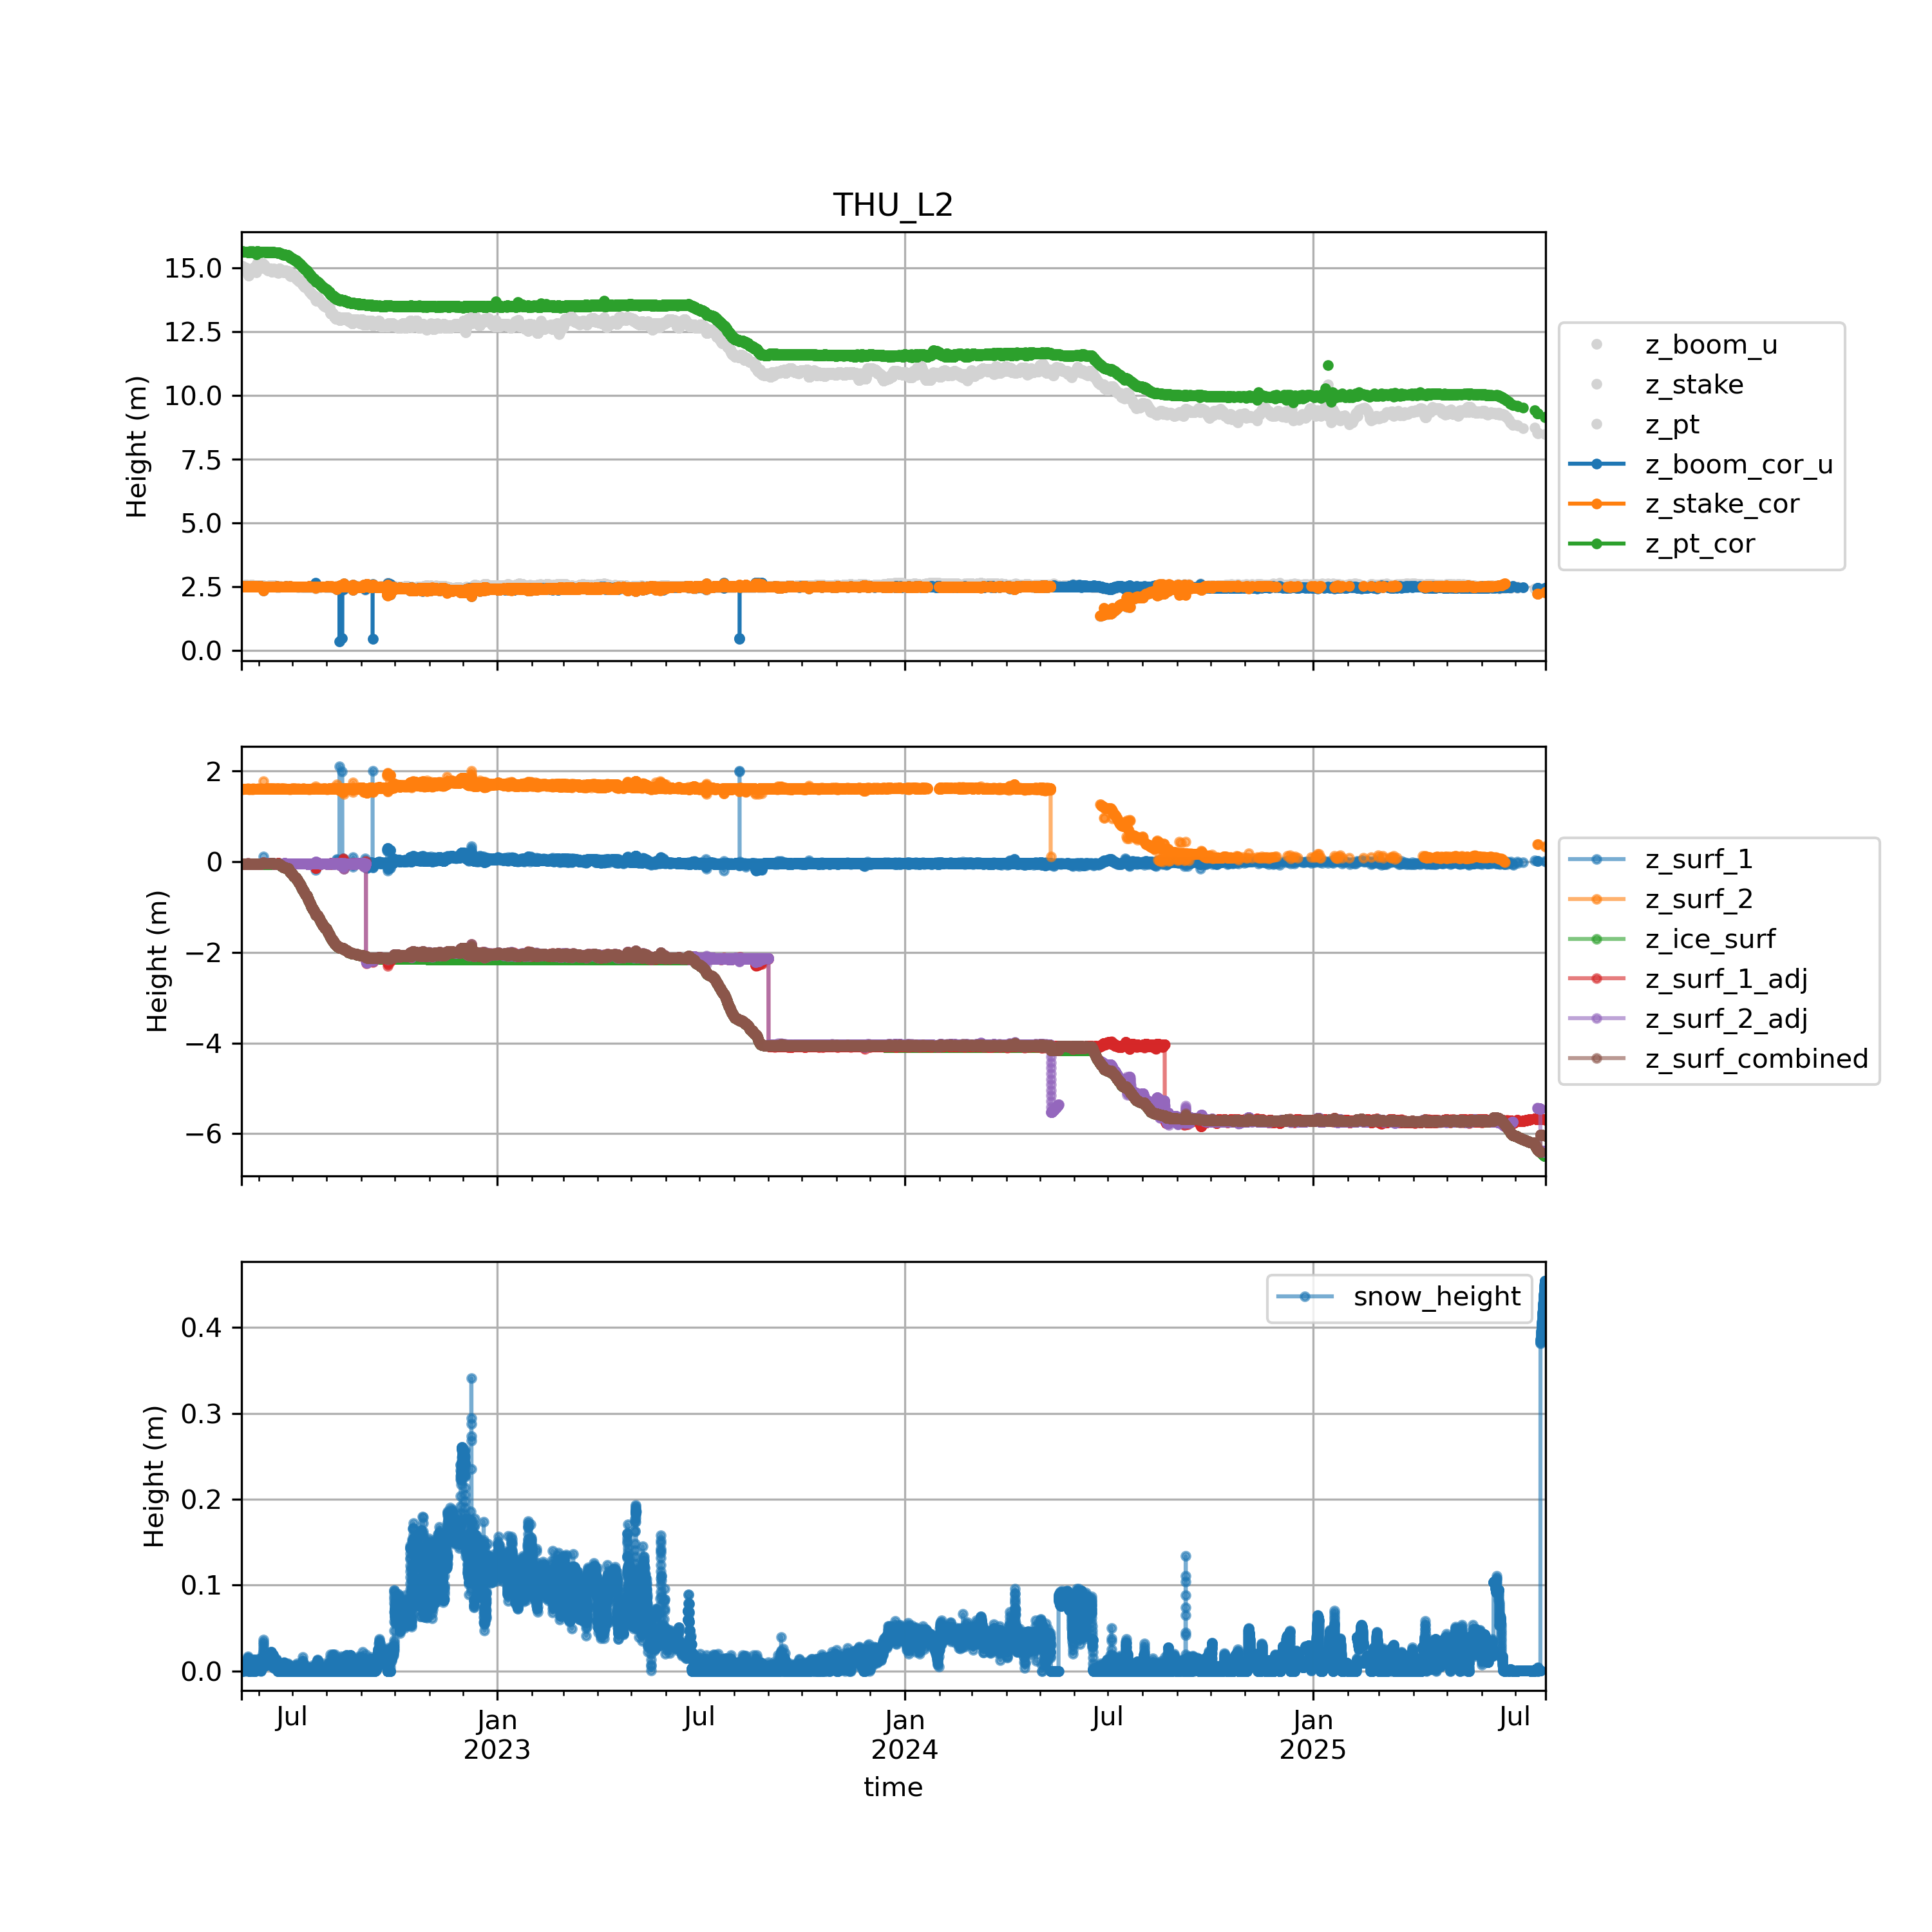 THU_L2
Height (m)
15.0
12.5
10.0
7.5
5.0
2.5
0.0
z_boom_u
z_stake
z_pt
z_boom_cor_u
z_stake_cor
z_pt_cor
Height (m)
2
0
−2
−4
−6
z_surf_1
z_surf_2
z_ice_surf
z_surf_1_adj
z_surf_2_adj
z_surf_combined
Height (m)
0.4
0.3
0.2
0.1
0.0
snow_height
Jul Jan Jul Jan Jul Jan Jul
2023 2024 2025
time